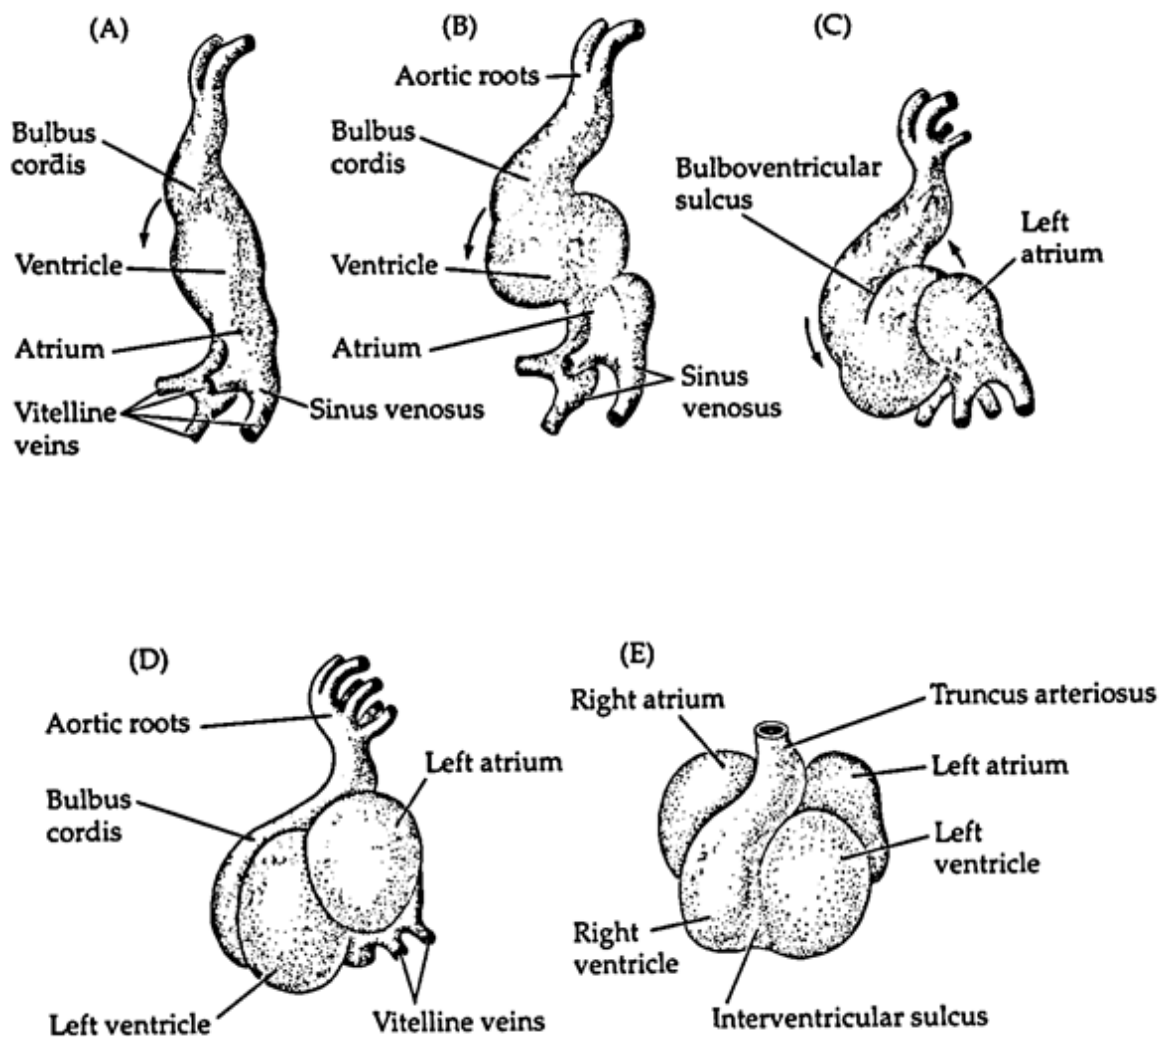 (A)
Bulbus
cordis
Ventricle
Atrium
Vitelline
veins
Sinus venosus
(B)
Aortic roots
Bulbus
cordis
Ventricle
Atrium
Sinus
venosus
(C)
Bulboventricular
sulcus
Left
atrium
(D)
Aortic roots
Bulbus
cordis
Left atrium
Left ventricle
Vitelline veins
(E)
Right atrium
Truncus arteriosus
Left atrium
Left
ventricle
Right
ventricle
Interventricular sulcus